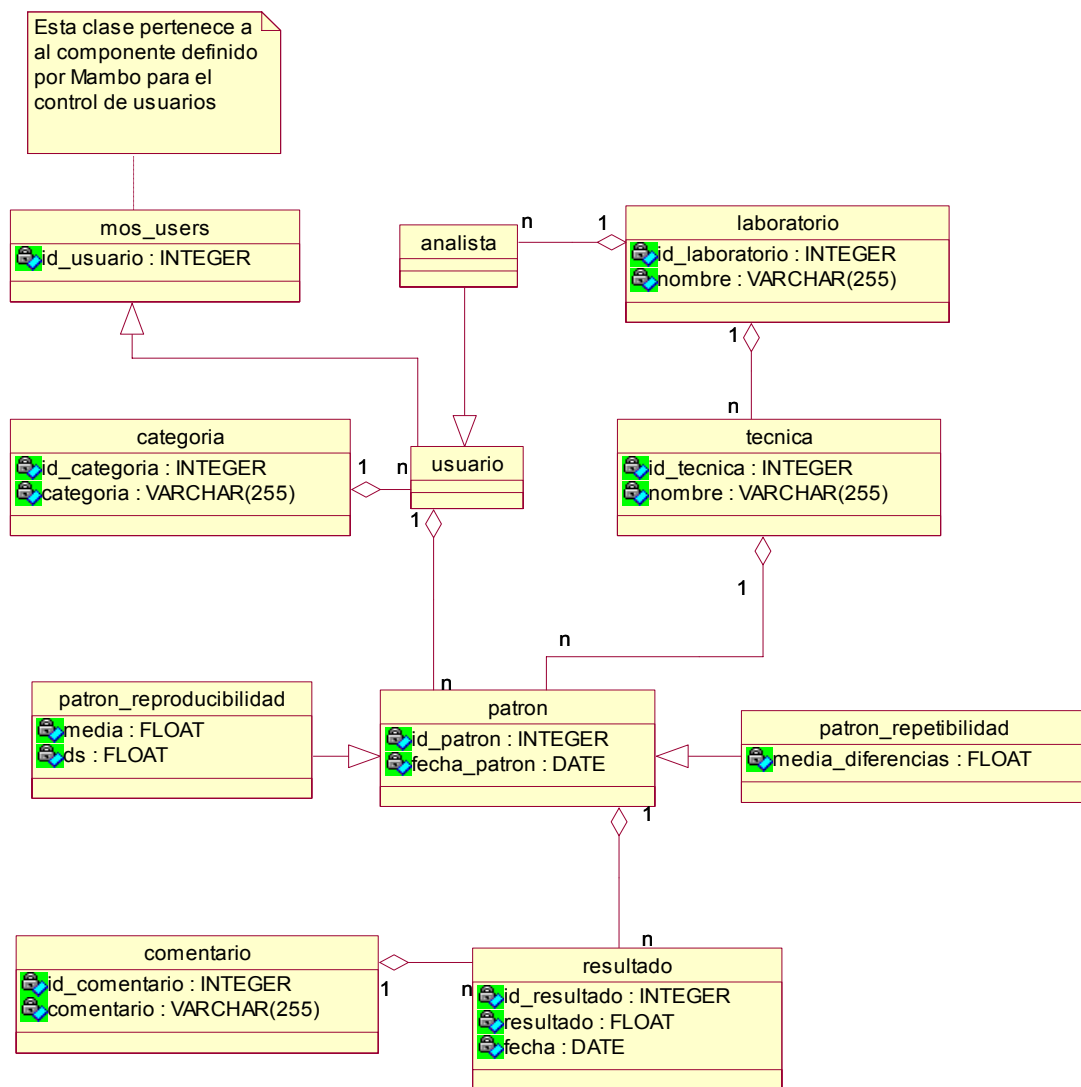 Esta clase pertenece a
al componente definido
por Mambo para el
control de usuarios
mos_users
id_usuario : INTEGER
analista
n
1
laboratorio
id_laboratorio : INTEGER
nombre : VARCHAR(255)
1
n
categoria
id_categoria : INTEGER
categoria : VARCHAR(255)
1
n
usuario
1
tecnica
id_tecnica : INTEGER
nombre : VARCHAR(255)
1
n
n
patron_reproducibilidad
media : FLOAT
ds : FLOAT
patron
id_patron : INTEGER
fecha_patron : DATE
patron_repetibilidad
media_diferencias : FLOAT
1
n
comentario
id_comentario : INTEGER
comentario : VARCHAR(255)
1
n
resultado
id_resultado : INTEGER
resultado : FLOAT
fecha : DATE